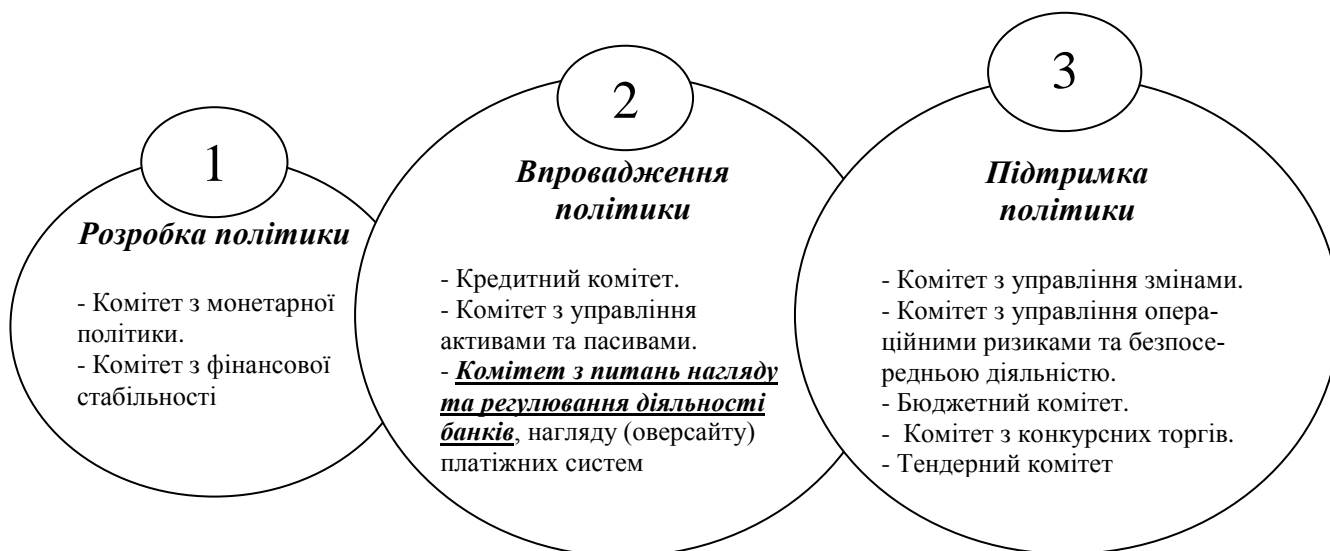 1
Розробка політики
- Комітет з монетарної
політики.
- Комітет з фінансової
стабільності
2
Впровадження
політики
- Кредитний комітет.
- Комітет з управління
активами та пасивами.
- Комітет з питань нагляду
та регулювання діяльності
банків, нагляду (оверсайту)
платіжних систем
3
Підтримка
політики
- Комітет з управління змінами.
- Комітет з управління опера-
ційними ризиками та безпосе-
редньою діяльністю.
- Бюджетний комітет.
- Комітет з конкурсних торгів.
- Тендерний комітет